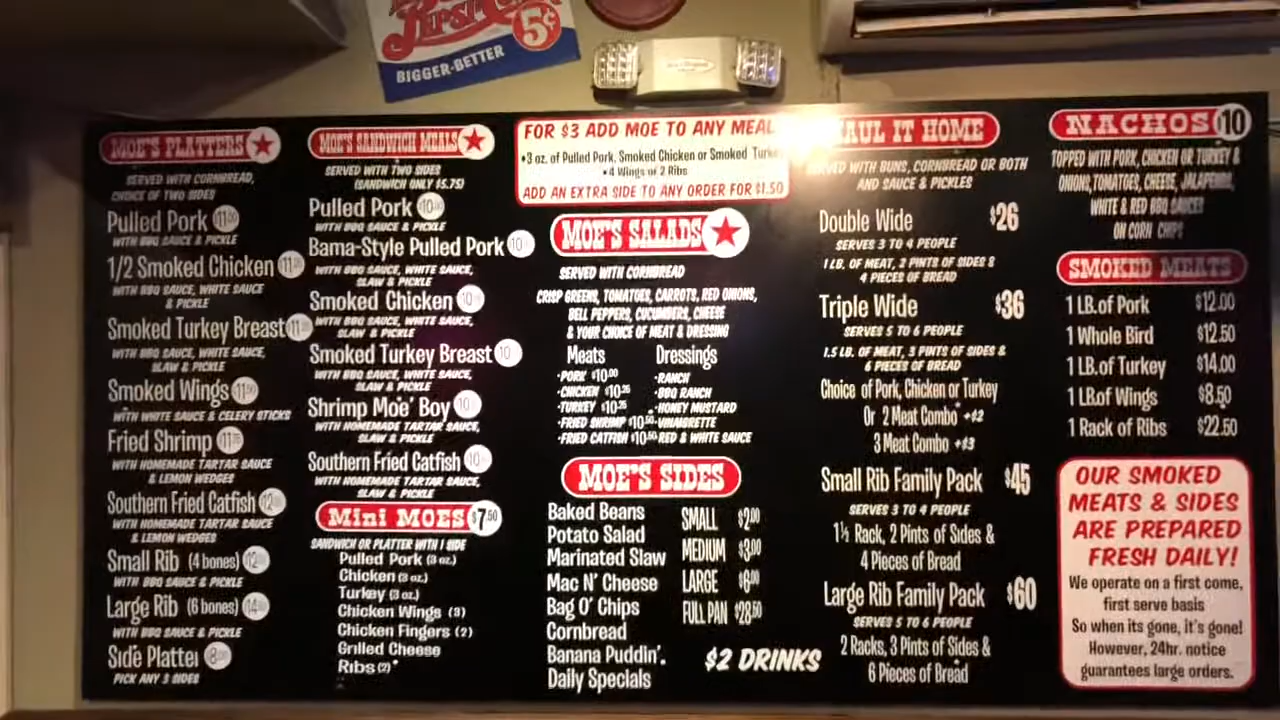 PEPSI-COLA
5¢
BIGGER-BETTER
MOE'S PLATTERS
SERVED WITH CORNBREAD,
CHOICE OF TWO SIDES
Pulled Pork
WITH BBQ SAUCE & PICKLE
1/2 Smoked Chicken
WITH BBQ SAUCE, WHITE SAUCE
& PICKLE
Smoked Turkey Breast
WITH BBQ SAUCE, WHITE SAUCE,
SLAW & PICKLE
Smoked Wings
WITH WHITE SAUCE & CELERY STICKS
Fried Shrimp
WITH HOMEMADE TARTAR SAUCE
& LEMON WEDGES
Southern Fried Catfish
WITH HOMEMADE TARTAR SAUCE
& LEMON WEDGES
Small Rib (4 bones)
WITH BBQ SAUCE & PICKLE
Large Rib (6 bones)
WITH BBQ SAUCE & PICKLE
Side Platter
PICK ANY 3 SIDES
MOE'S SANDWICH MEALS
SERVED WITH TWO SIDES
(SANDWICH ONLY $5.75)
Pulled Pork
WITH BBQ SAUCE & PICKLE
Bama-Style Pulled Pork
WITH BBQ SAUCE, WHITE SAUCE,
SLAW & PICKLE
Smoked Chicken
WITH BBQ SAUCE, WHITE SAUCE,
SLAW & PICKLE
Smoked Turkey Breast
WITH BBQ SAUCE, WHITE SAUCE,
SLAW & PICKLE
Shrimp Moe' Boy
WITH HOMEMADE TARTAR SAUCE,
SLAW & PICKLE
Southern Fried Catfish
WITH HOMEMADE TARTAR SAUCE,
SLAW & PICKLE
Mini MOES $7.50
SANDWICH OR PLATTER WITH 1 SIDE
Pulled Pork (3 oz.)
Chicken (3 oz.)
Turkey (3 oz.)
Chicken Wings (3)
Chicken Fingers (2)
Grilled Cheese
Ribs (2)
FOR $3 ADD MOE TO ANY MEAL
•3 oz. of Pulled Pork, Smoked Chicken or Smoked Turkey
•4 Wings or 2 Ribs
ADD AN EXTRA SIDE TO ANY ORDER FOR $1.50
MOE'S SALADS
SERVED WITH CORNBREAD
CRISP GREENS, TOMATOES, CARROTS, RED ONIONS,
BELL PEPPERS, CUCUMBERS, CHEESE
& YOUR CHOICE OF MEAT & DRESSING
Meats
•PORK $10.00
•CHICKEN $10.25
•TURKEY $10.25
•FRIED SHRIMP $10.50
•FRIED CATFISH $10.50
Dressings
•RANCH
•BBQ RANCH
•HONEY MUSTARD
•VINAIGRETTE
RED & WHITE SAUCE
MOE'S SIDES
Baked Beans
Potato Salad
Marinated Slaw
Mac N' Cheese
Bag O' Chips
Cornbread
Banana Puddin'.
Daily Specials
SMALL $2.00
MEDIUM $3.00
LARGE $6.00
FULL PAN $28.50
$2 DRINKS
HAUL IT HOME
SERVED WITH BUNS, CORNBREAD OR BOTH
AND SAUCE & PICKLES
Double Wide $26
SERVES 3 TO 4 PEOPLE
1 LB. OF MEAT, 2 PINTS OF SIDES &
4 PIECES OF BREAD
Triple Wide $36
SERVES 5 TO 6 PEOPLE
1.5 LB. OF MEAT, 3 PINTS OF SIDES &
6 PIECES OF BREAD
Choice of Pork, Chicken or Turkey
Or 2 Meat Combo +$2
3 Meat Combo +$3
Small Rib Family Pack $45
SERVES 3 TO 4 PEOPLE
1½ Rack, 2 Pints of Sides &
4 Pieces of Bread
Large Rib Family Pack $60
SERVES 5 TO 6 PEOPLE
2 Racks, 3 Pints of Sides &
6 Pieces of Bread
NACHOS 10
TOPPED WITH PORK, CHICKEN OR TURKEY &
ONIONS, TOMATOES, CHEESE, JALAPENOS,
WHITE & RED BBQ SAUCES
ON CORN CHIPS
SMOKED MEATS
1 LB. of Pork $12.00
1 Whole Bird $12.50
1 LB. of Turkey $14.00
1 LB.of Wings $8.50
1 Rack of Ribs $22.50
OUR SMOKED
MEATS & SIDES
ARE PREPARED
FRESH DAILY!
We operate on a first come,
first serve basis
So when its gone, it's gone!
However, 24hr. notice
guarantees large orders.